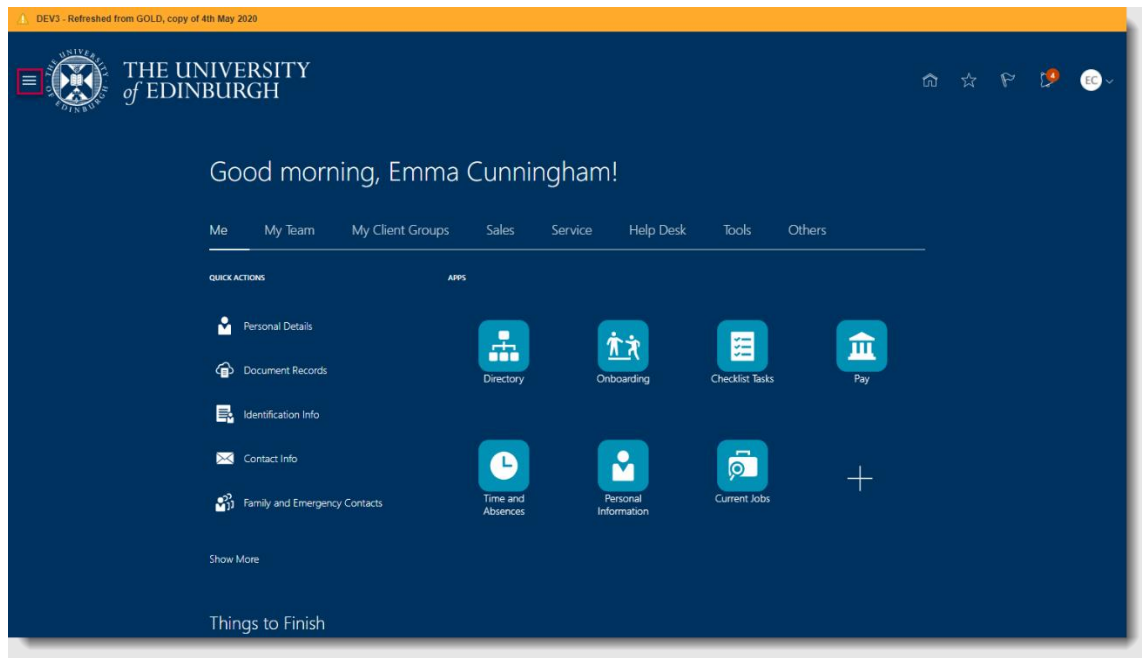 DEV3 - Refreshed from GOLD, copy of 4th May 2020
THE UNIVERSITY
of EDINBURGH
4
EC
Good morning, Emma Cunningham!
Me My Team My Client Groups Sales Service Help Desk Tools Others
QUICK ACTIONS
APPS
Personal Details
Document Records
Identification Info
Contact Info
Family and Emergency Contacts
Show More
Directory
Onboarding
Checklist Tasks
Pay
Time and
Absences
Personal
Information
Current Jobs
Things to Finish